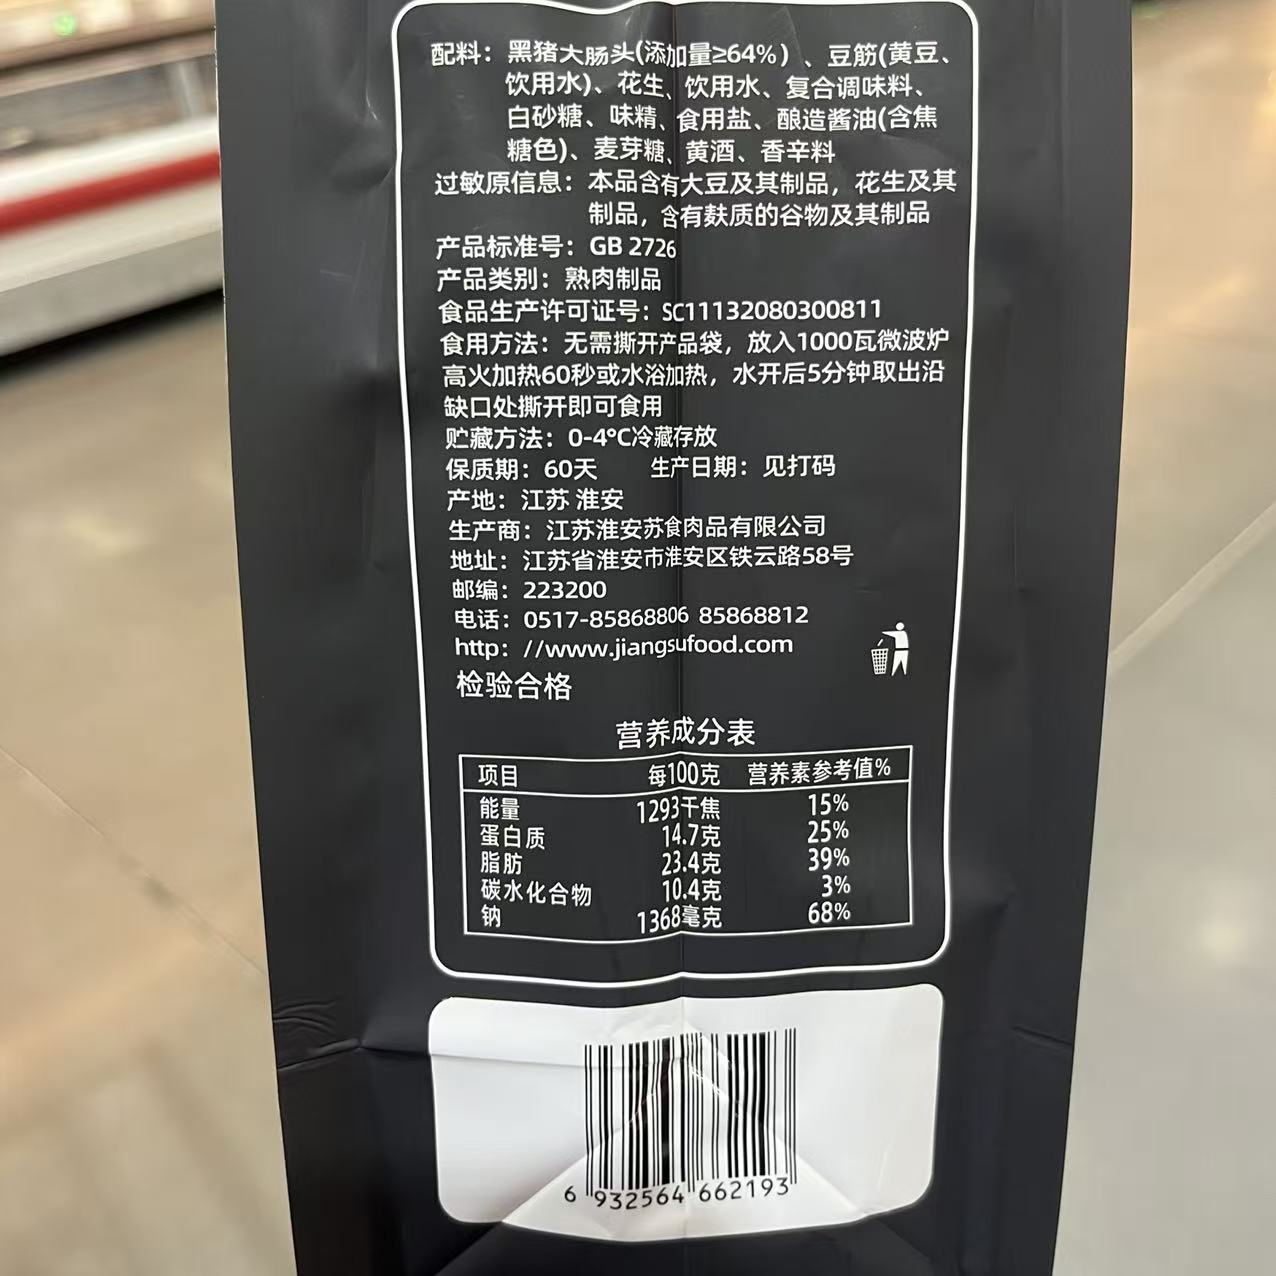 配料：黑猪大肠头(添加量≥64%）、豆筋(黄豆、
饮用水)、花生、饮用水、复合调味料、
白砂糖、味精、食用盐、酿造酱油(含焦
糖色)、麦芽糖、黄酒、香辛料
过敏原信息：本品含有大豆及其制品，花生及其
制品，含有麸质的谷物及其制品
产品标准号：GB 2726
产品类别：熟肉制品
食品生产许可证号：SC11132080300811
食用方法：无需撕开产品袋，放入1000瓦微波炉
高火加热60秒或水浴加热，水开后5分钟取出沿
缺口处撕开即可食用
贮藏方法：0-4°C冷藏存放
保质期：60天 生产日期：见打码
产地：江苏 淮安
生产商：江苏淮安苏食肉品有限公司
地址：江苏省淮安市淮安区铁云路58号
邮编：223200
电话：0517-85868806 85868812
http：//www.jiangsufood.com
检验合格
营养成分表
项目 每100克 营养素参考值%
能量 1293千焦 15%
蛋白质 14.7克 25%
脂肪 23.4克 39%
碳水化合物 10.4克 3%
钠 1368毫克 68%
6 932564 662193